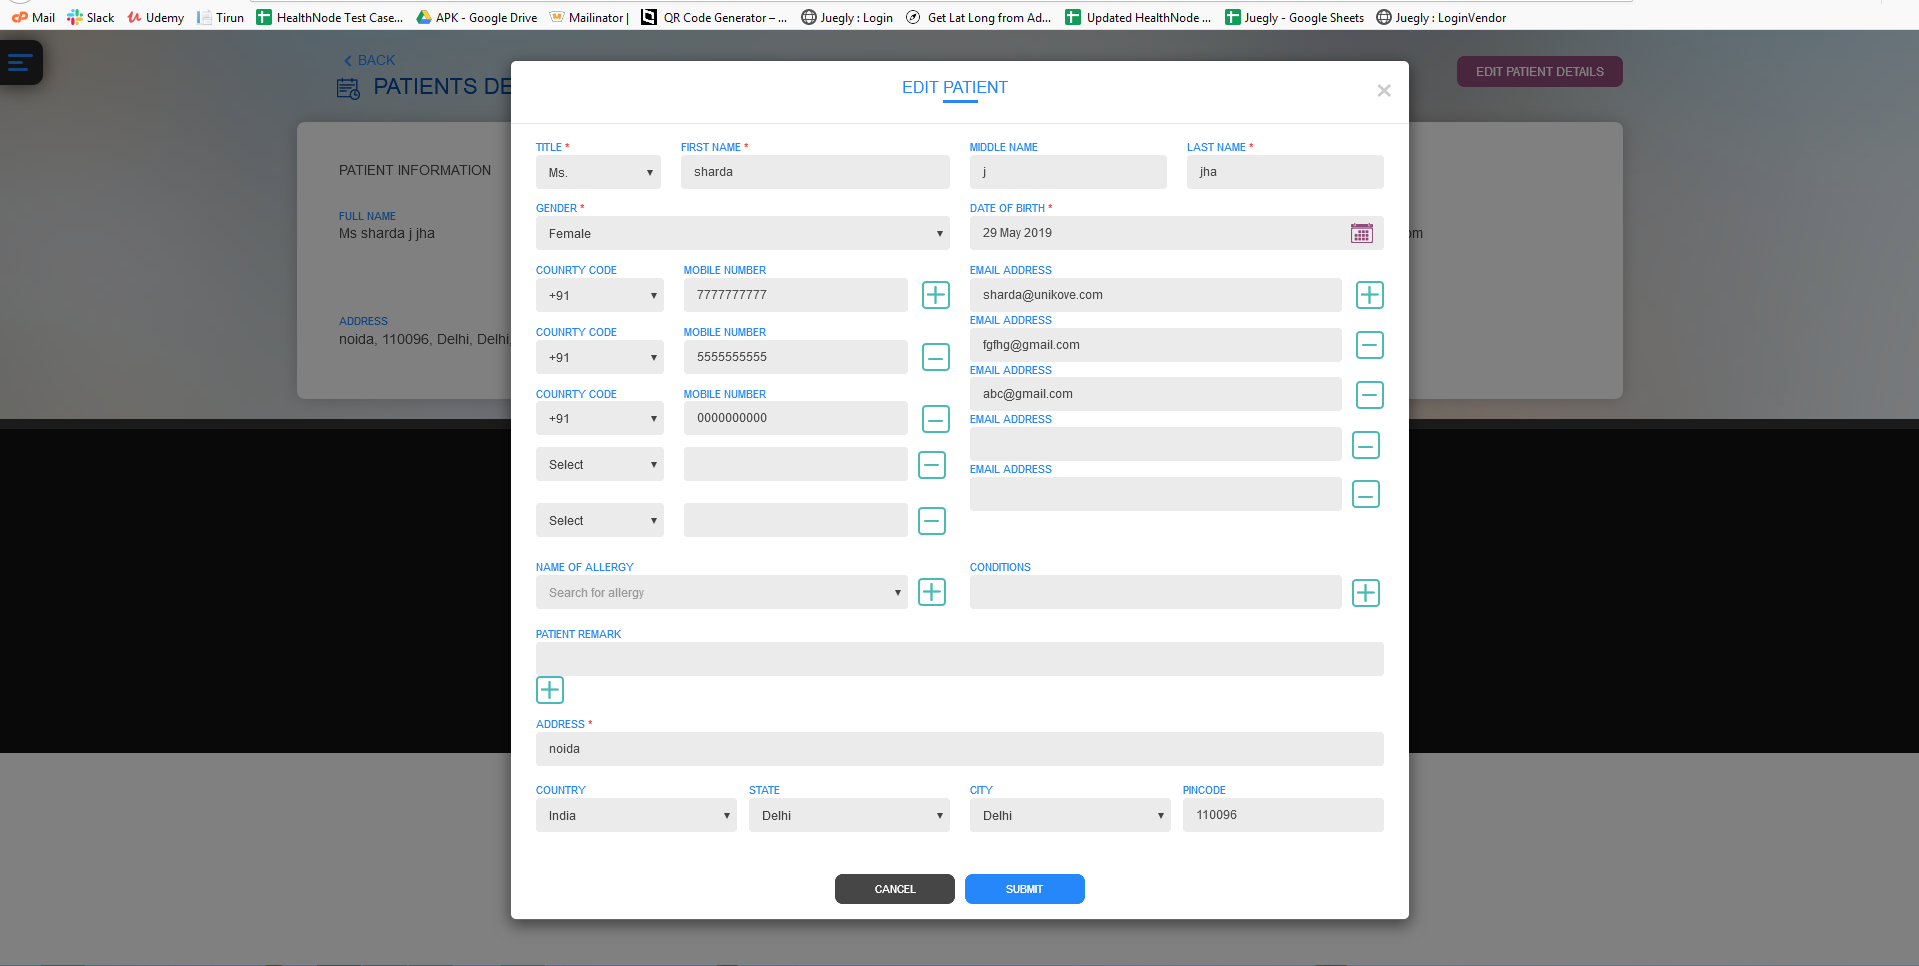 Mail Slack Udemy Tirun HealthNode Test Case... APK - Google Drive Mailinator | QR Code Generator – ... Juegly : Login Get Lat Long from Ad... Updated HealthNode ... Juegly - Google Sheets Juegly : LoginVendor
BACK
PATIENTS DE
EDIT PATIENT DETAILS
PATIENT INFORMATION
FULL NAME
Ms sharda j jha
om
ADDRESS
noida, 110096, Delhi, Delhi,
EDIT PATIENT
×
TITLE * FIRST NAME * MIDDLE NAME LAST NAME *
Ms. sharda j jha
GENDER * DATE OF BIRTH *
Female 29 May 2019
COUNRTY CODE MOBILE NUMBER EMAIL ADDRESS
+91 7777777777 sharda@unikove.com
COUNRTY CODE MOBILE NUMBER EMAIL ADDRESS
+91 5555555555 fgfhg@gmail.com
COUNRTY CODE MOBILE NUMBER EMAIL ADDRESS
+91 0000000000 abc@gmail.com
EMAIL ADDRESS
Select
EMAIL ADDRESS
Select
NAME OF ALLERGY CONDITIONS
Search for allergy
PATIENT REMARK
ADDRESS *
noida
COUNTRY STATE CITY PINCODE
India Delhi Delhi 110096
CANCEL SUBMIT